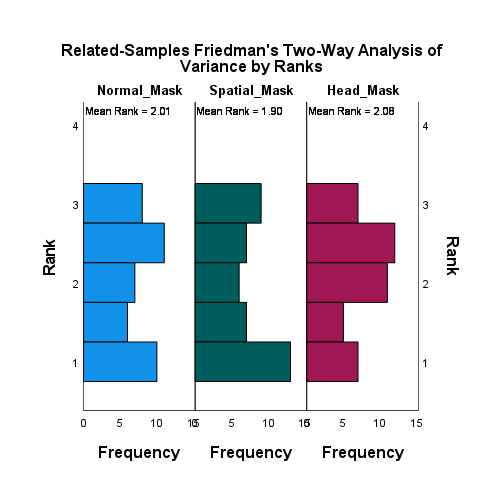 Related-Samples Friedman's Two-Way Analysis of
Variance by Ranks
Normal_Mask Spatial_Mask Head_Mask
Mean Rank = 2.01 Mean Rank = 1.90 Mean Rank = 2.08
4 4
3 3
Rank Rank
2 2
1 1
0 5 10 15 0 5 10 15 0 5 10 15
Frequency Frequency Frequency